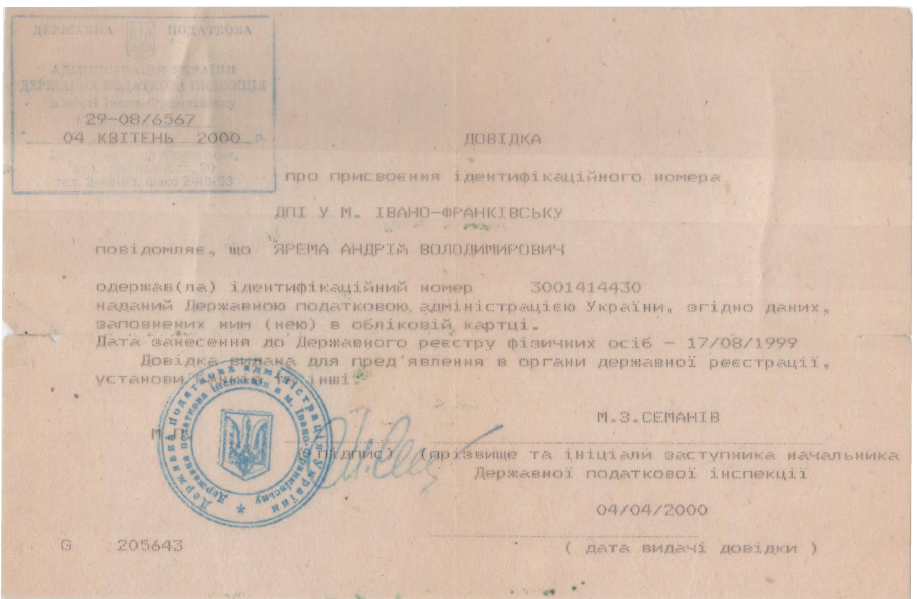 ДЕРЖАВНА ПОДАТКОВА
АДМІНІСТРАЦІЯ УКРАЇНИ
ДЕРЖАВНА ПОДАТКОВА ІНСПЕКЦІЯ
в місті Івано-Франківську
29-08/6567
04 КВІТЕНЬ 2000 р.
тел. 2-48-93, факс 2-48-93
ДОВІДКА
про присвоєння ідентифікаційного номера
ДПІ У М. ІВАНО-ФРАНКІВСЬКУ
повідомляє, що ЯРЕМА АНДРІЙ ВОЛОДИМИРОВИЧ
одержав(ла) ідентифікаційний номер 3001414430
наданий Державною податковою адміністрацією України, згідно даних,
заповнених ним (нею) в обліковій картці.
Дата занесення до Державного реєстру фізичних осіб - 17/08/1999
Довідка видана для пред'явлення в органи державної реєстрації,
установи банків та інші.
М.З.СЕМАНІВ
М.П.
(підпис) (прізвище та ініціали заступника начальника
Державної податкової інспекції
Державна податкова адміністрація України
Державна податкова інспекція в м. Івано-Франківську
04/04/2000
G 205643
( дата видачі довідки )